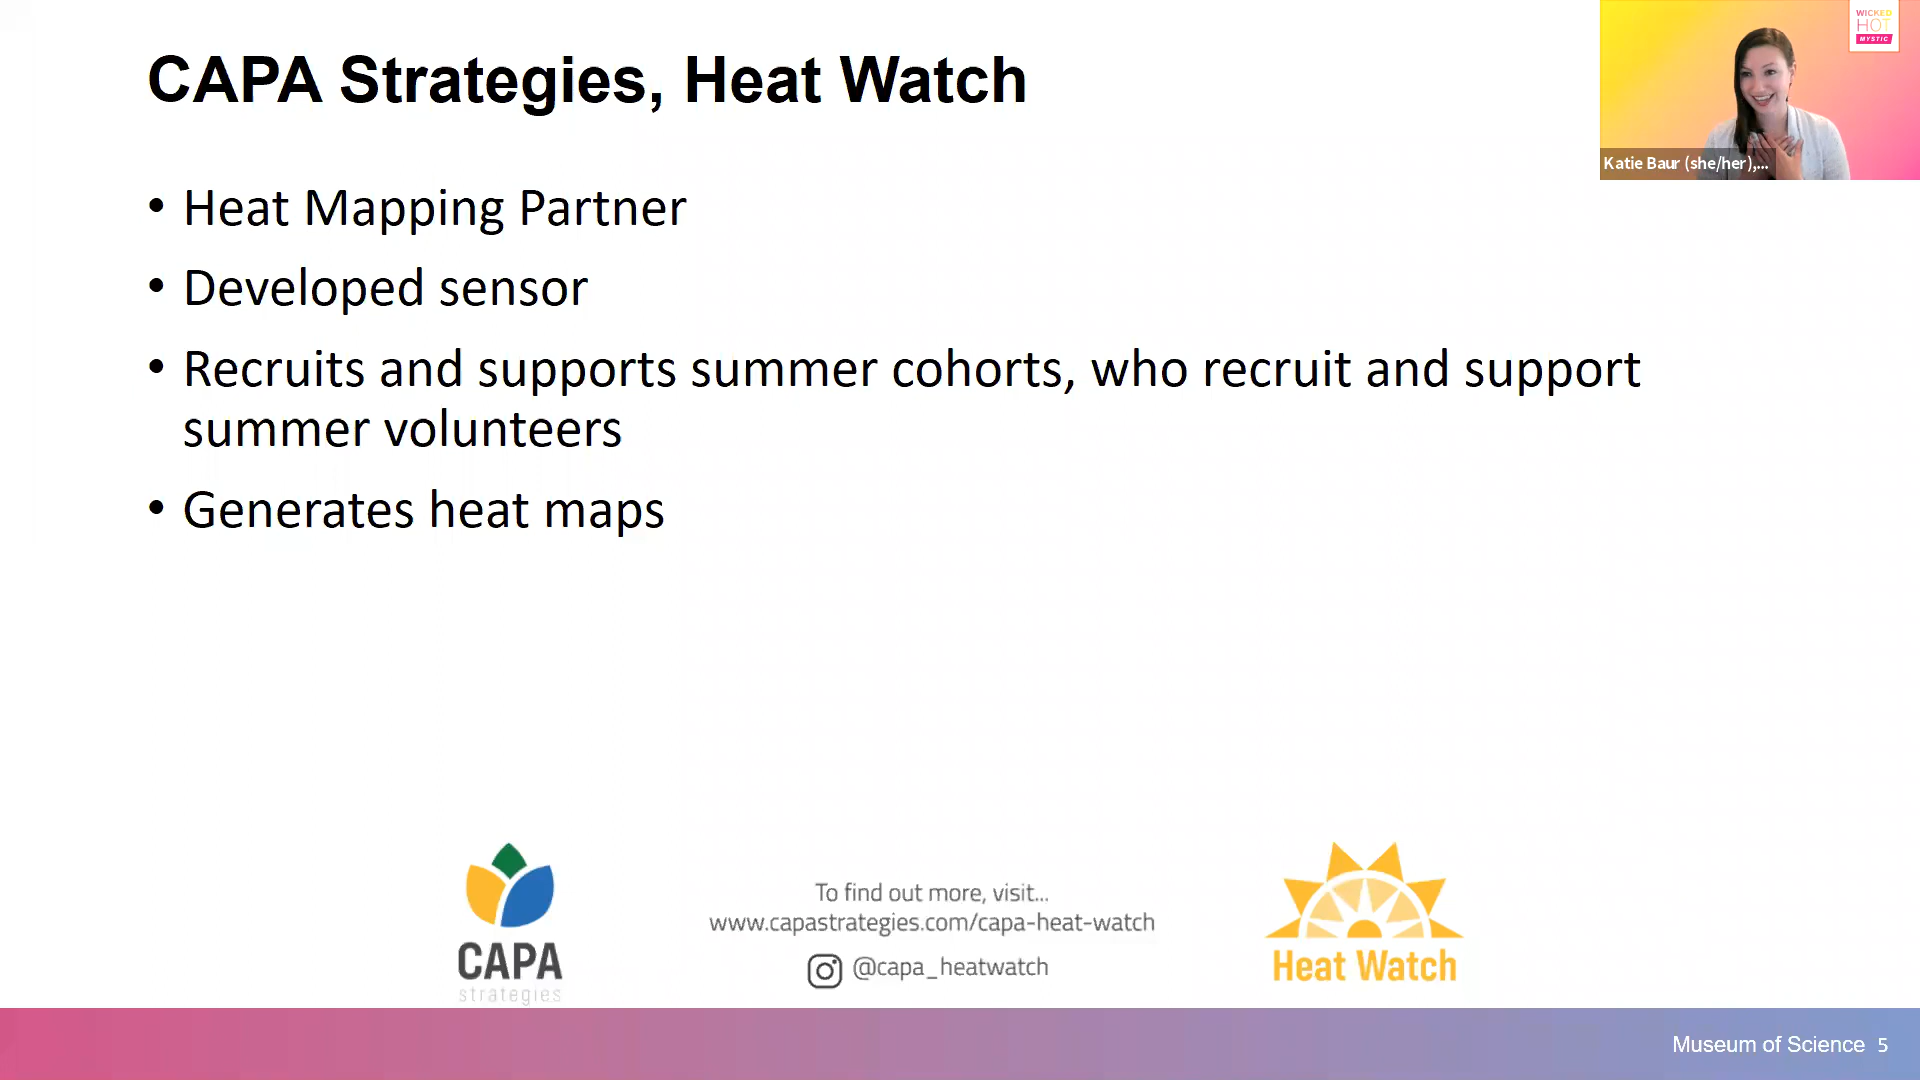 CAPA Strategies, Heat Watch
WICKED
HOT
MYSTIC
Katie Baur (she/her),...
• Heat Mapping Partner
• Developed sensor
• Recruits and supports summer cohorts, who recruit and support
summer volunteers
• Generates heat maps
CAPA
strategies
To find out more, visit...
www.capastrategies.com/capa-heat-watch
@capa_heatwatch
Heat Watch
Museum of Science 5